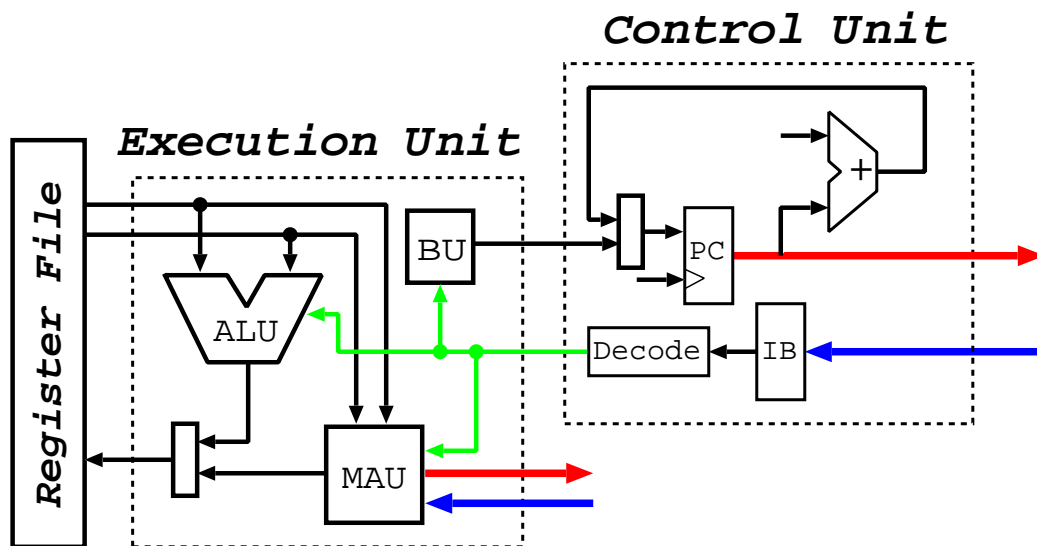 Control Unit
Execution Unit
Register File
+
BU
PC
ALU
Decode
IB
MAU